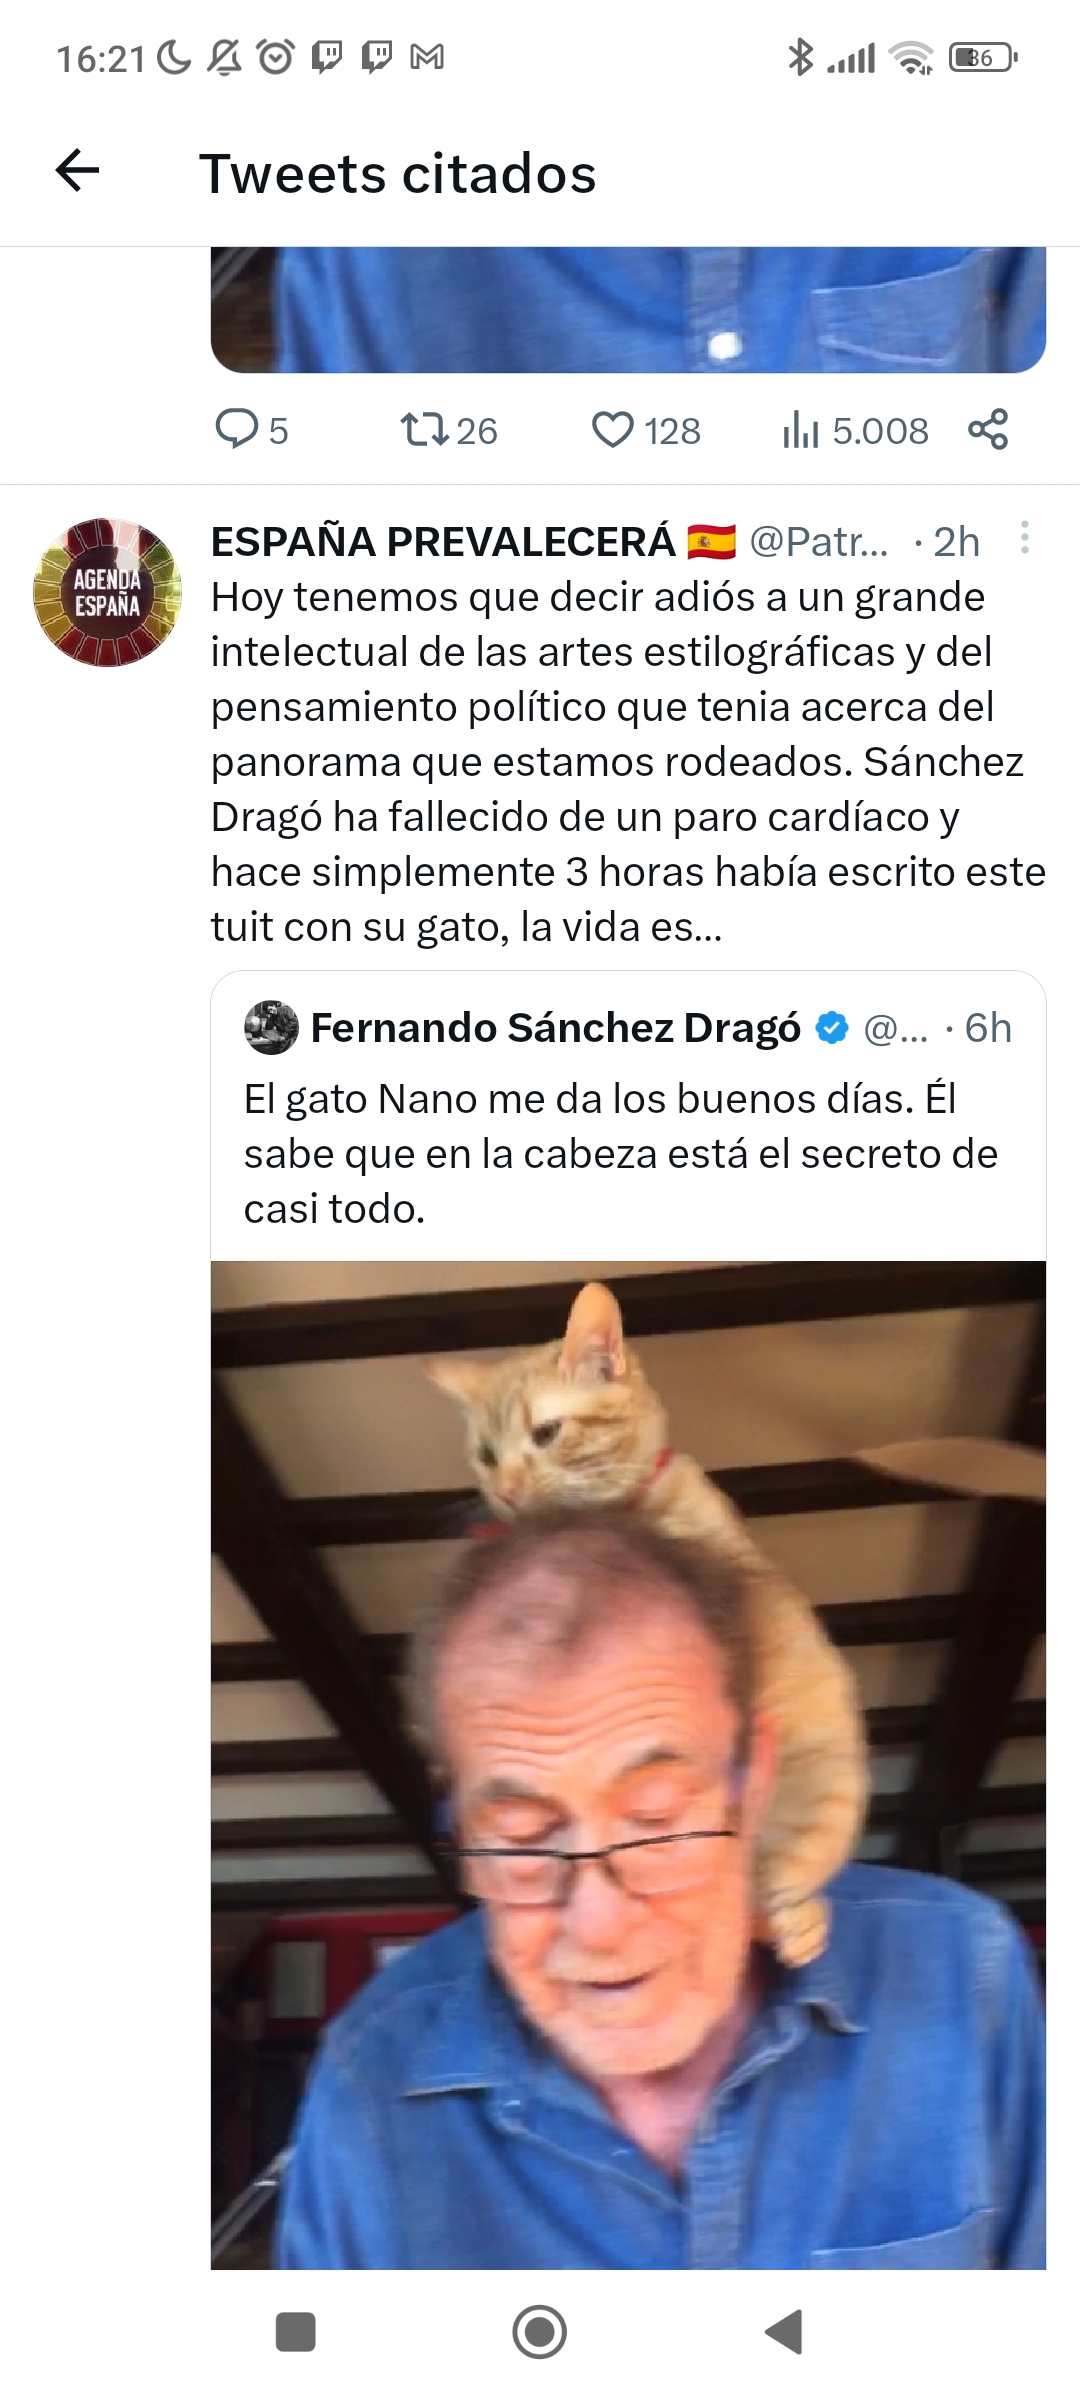 16:21
36
Tweets citados
5 26 128 5.008
ESPAÑA PREVALECERÁ 🇪🇸 @Patr... · 2h
AGENDA
ESPAÑA
Hoy tenemos que decir adiós a un grande
intelectual de las artes estilográficas y del
pensamiento político que tenia acerca del
panorama que estamos rodeados. Sánchez
Dragó ha fallecido de un paro cardíaco y
hace simplemente 3 horas había escrito este
tuit con su gato, la vida es...
Fernando Sánchez Dragó @... · 6h
El gato Nano me da los buenos días. Él
sabe que en la cabeza está el secreto de
casi todo.